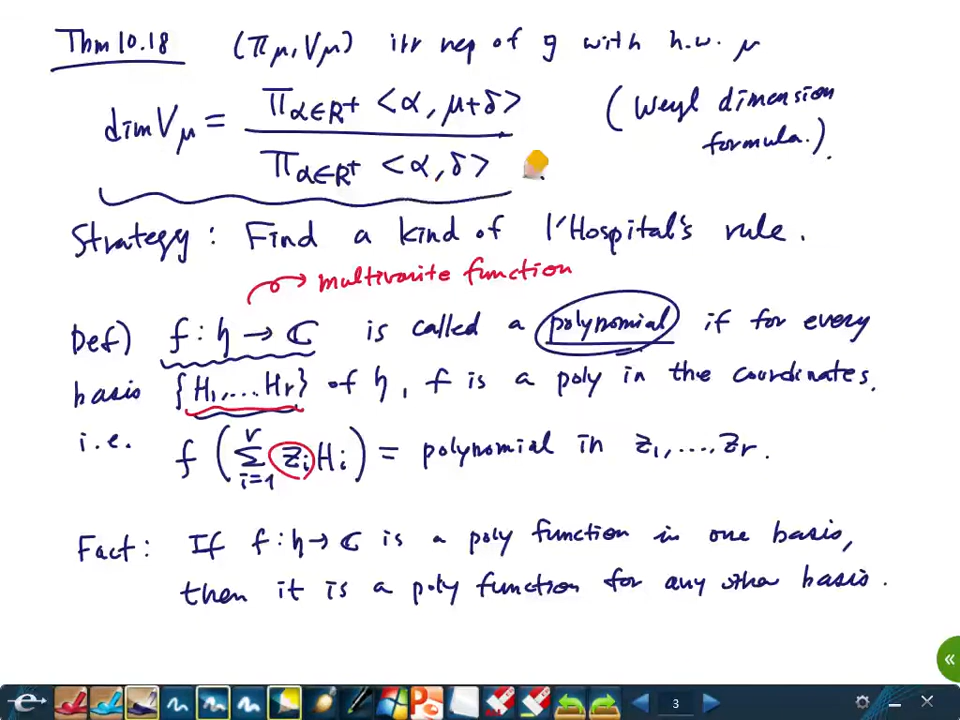 Thm 10.18 (πμ, Vμ) irr rep of g with h.w. μ
dim Vμ = Π α∈R+ <α, μ+δ> / Π α∈R+ <α, δ> (Weyl dimension formula.)
Strategy: Find a kind of l'Hospital's rule.
multivariate function
Def) f : h → C is called a polynomial if for every
basis {H1, ... Hr} of h, f is a poly in the coordinates.
i.e. f ( Σ i=1 r zi Hi ) = polynomial in z1, ... zr.
Fact: If f : h → C is a poly function in one basis,
then it is a poly function for any other basis.
3